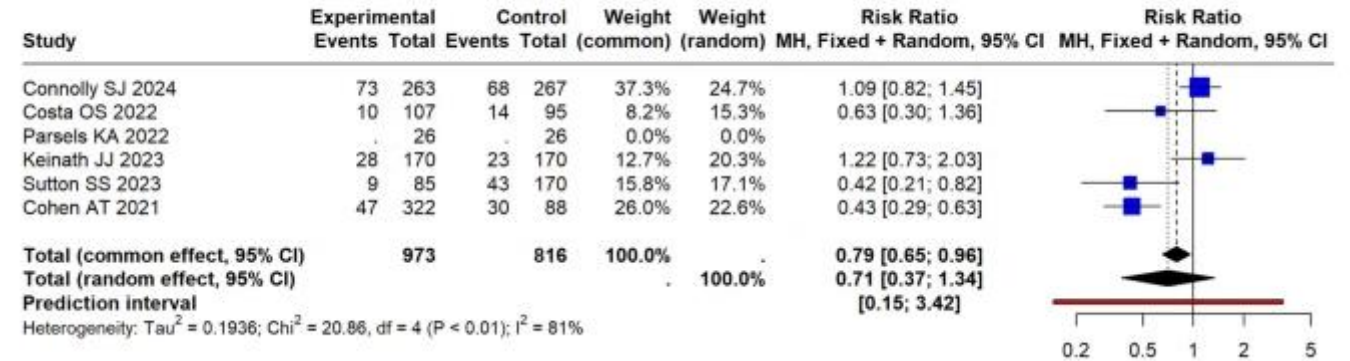 Experimental Control Weight Weight Risk Ratio Risk Ratio
Study Events Total Events Total (common) (random) MH, Fixed + Random, 95% CI MH, Fixed + Random, 95% CI
Connolly SJ 2024 73 263 68 267 37.3% 24.7% 1.09 [0.82; 1.45]
Costa OS 2022 10 107 14 95 8.2% 15.3% 0.63 [0.30; 1.36]
Parsels KA 2022 . 26 . 26 0.0% 0.0%
Keinath JJ 2023 28 170 23 170 12.7% 20.3% 1.22 [0.73; 2.03]
Sutton SS 2023 9 85 43 170 15.8% 17.1% 0.42 [0.21; 0.82]
Cohen AT 2021 47 322 30 88 26.0% 22.6% 0.43 [0.29; 0.63]
Total (common effect, 95% CI) 973 816 100.0% . 0.79 [0.65; 0.96]
Total (random effect, 95% CI) . 100.0% 0.71 [0.37; 1.34]
Prediction interval [0.15; 3.42]
Heterogeneity: Tau² = 0.1936; Chi² = 20.86, df = 4 (P < 0.01); I² = 81%
0.2 0.5 1 2 5